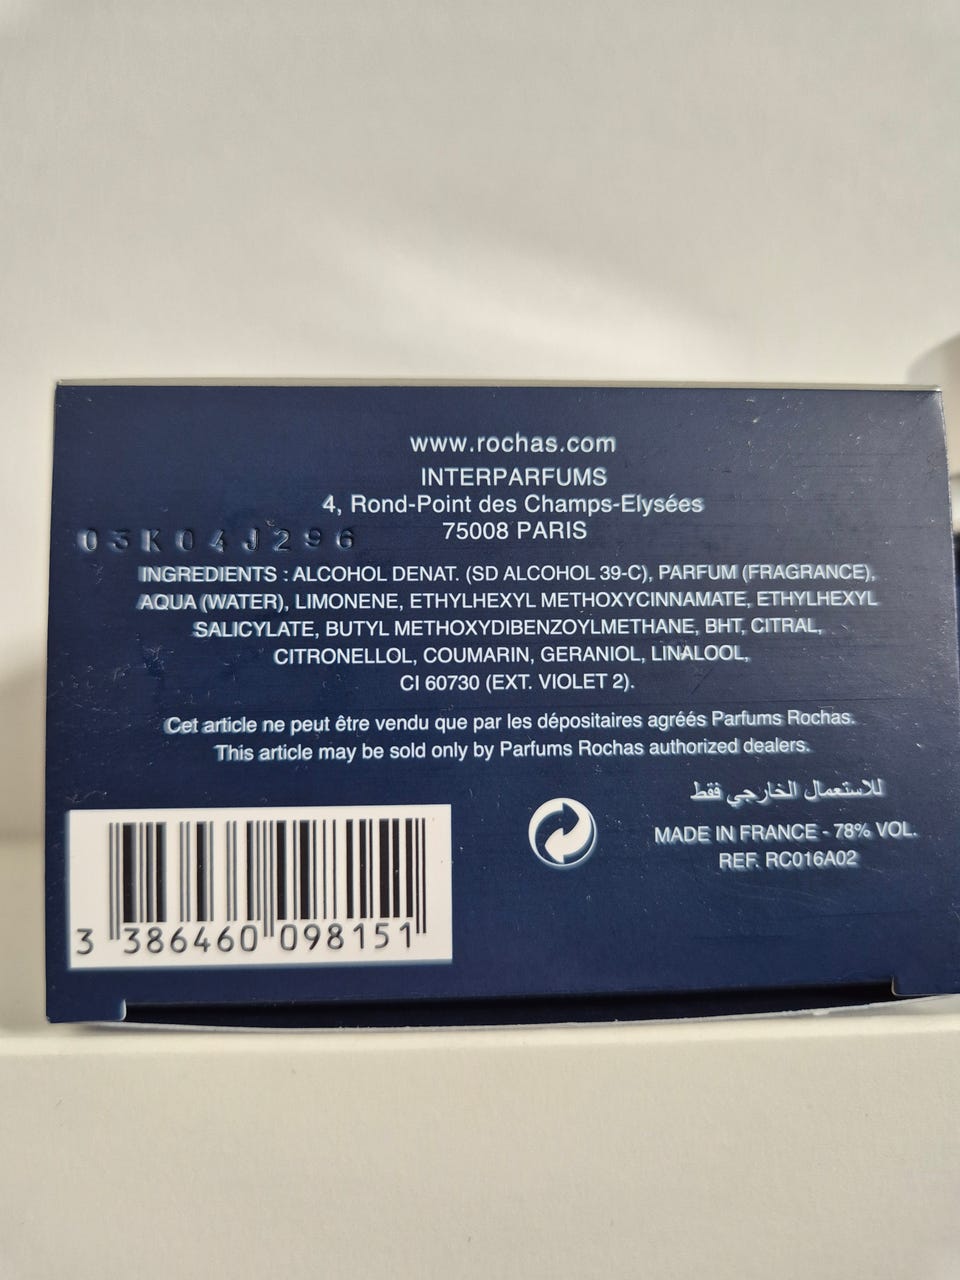 www.rochas.com
INTERPARFUMS
4, Rond-Point des Champs-Elysées
75008 PARIS
03K04J296
INGREDIENTS : ALCOHOL DENAT. (SD ALCOHOL 39-C), PARFUM (FRAGRANCE),
AQUA (WATER), LIMONENE, ETHYLHEXYL METHOXYCINNAMATE, ETHYLHEXYL
SALICYLATE, BUTYL METHOXYDIBENZOYLMETHANE, BHT, CITRAL,
CITRONELLOL, COUMARIN, GERANIOL, LINALOOL,
CI 60730 (EXT. VIOLET 2).
Cet article ne peut être vendu que par les dépositaires agréés Parfums Rochas.
This article may be sold only by Parfums Rochas authorized dealers.
للاستعمال الخارجي فقط
MADE IN FRANCE - 78% VOL.
REF. RC016A02
3 386460 098151